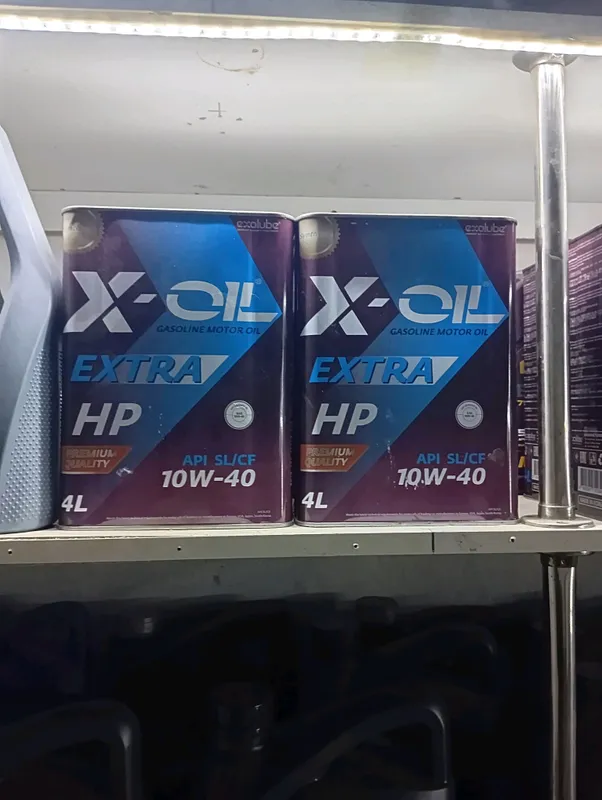 exolube
X-OIL
GASOLINE MOTOR OIL
EXTRA
HP
PREMIUM
QUALITY
API SL/CF
10W-40
4L
exolube
X-OIL
GASOLINE MOTOR OIL
EXTRA
HP
PREMIUM
QUALITY
API SL/CF
10W-40
4L